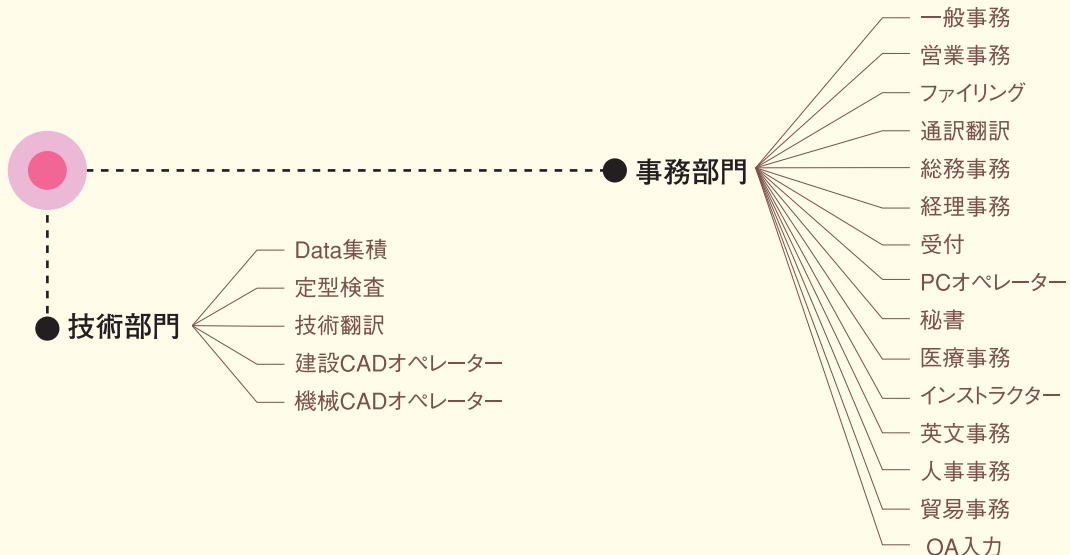 事務部門
一般事務
営業事務
ファイリング
通訳翻訳
総務事務
経理事務
受付
PCオペレーター
秘書
医療事務
インストラクター
英文事務
人事事務
貿易事務
OA入力
技術部門
Data集積
定型検査
技術翻訳
建設CADオペレーター
機械CADオペレーター